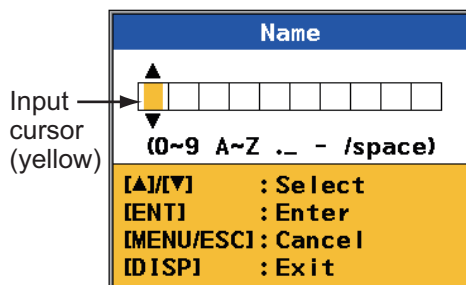 Name
Input
cursor
(yellow)
(0~9 A~Z ._ - /space)
[▲]/[▼] :Select
[ENT] :Enter
[MENU/ESC]:Cancel
[DISP] :Exit